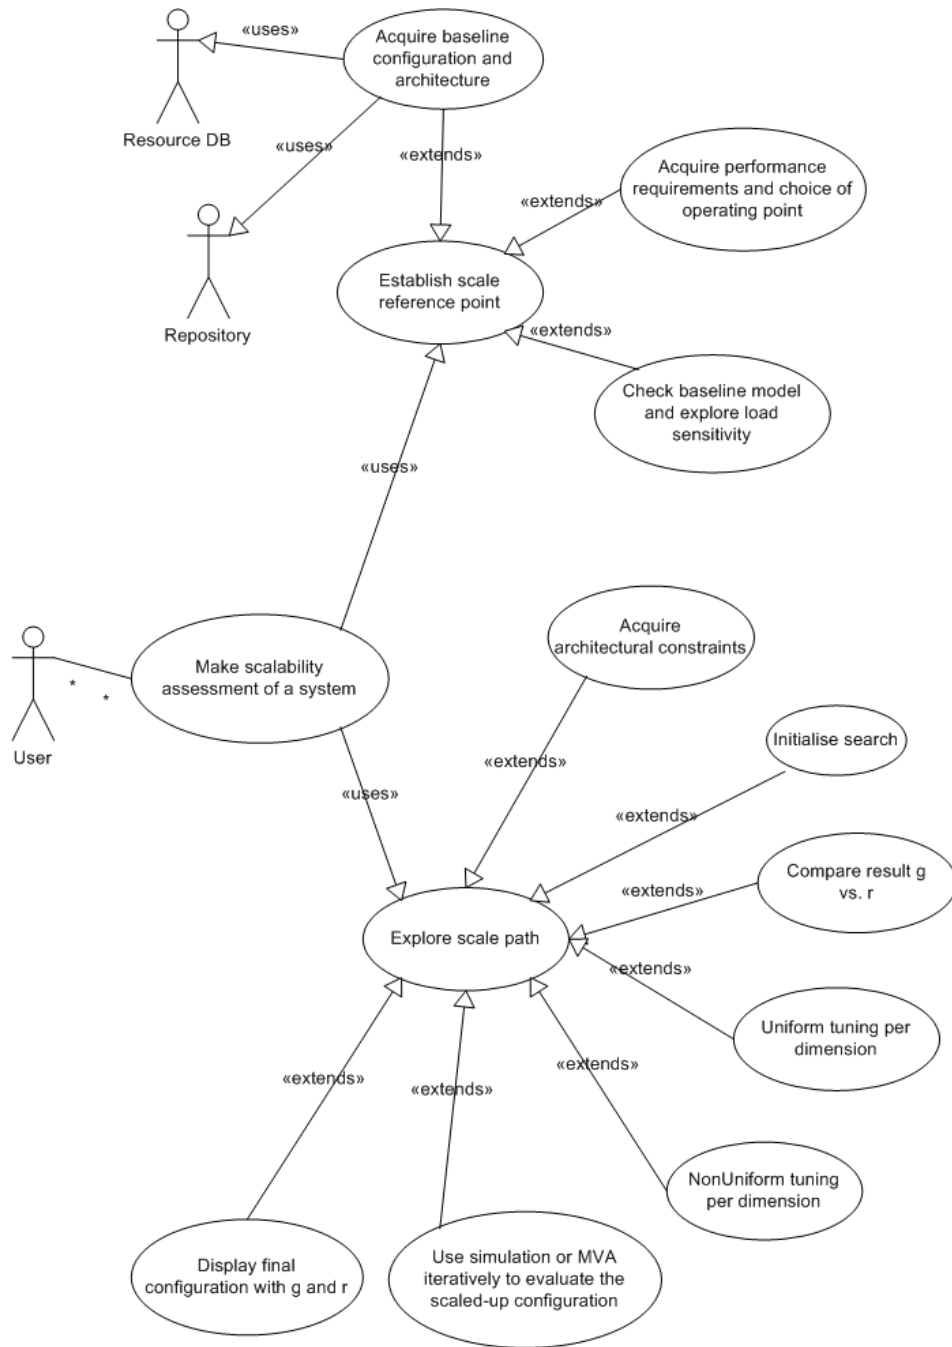 «uses»
Acquire baseline
configuration and
architecture
Resource DB
«uses»
«extends»
Acquire performance
requirements and choice of
operating point
«extends»
Repository
Establish scale
reference point
«extends»
Check baseline model
and explore load
sensitivity
«uses»
User
*
*
Make scalability
assessment of a system
Acquire
architectural constraints
Initialise search
«extends»
«uses»
«extends»
Compare result g
vs. r
«extends»
Explore scale path
«extends»
Uniform tuning per
dimension
«extends»
«extends»
«extends»
NonUniform tuning
per dimension
Display final
configuration with g and r
Use simulation or MVA
iteratively to evaluate the
scaled-up configuration